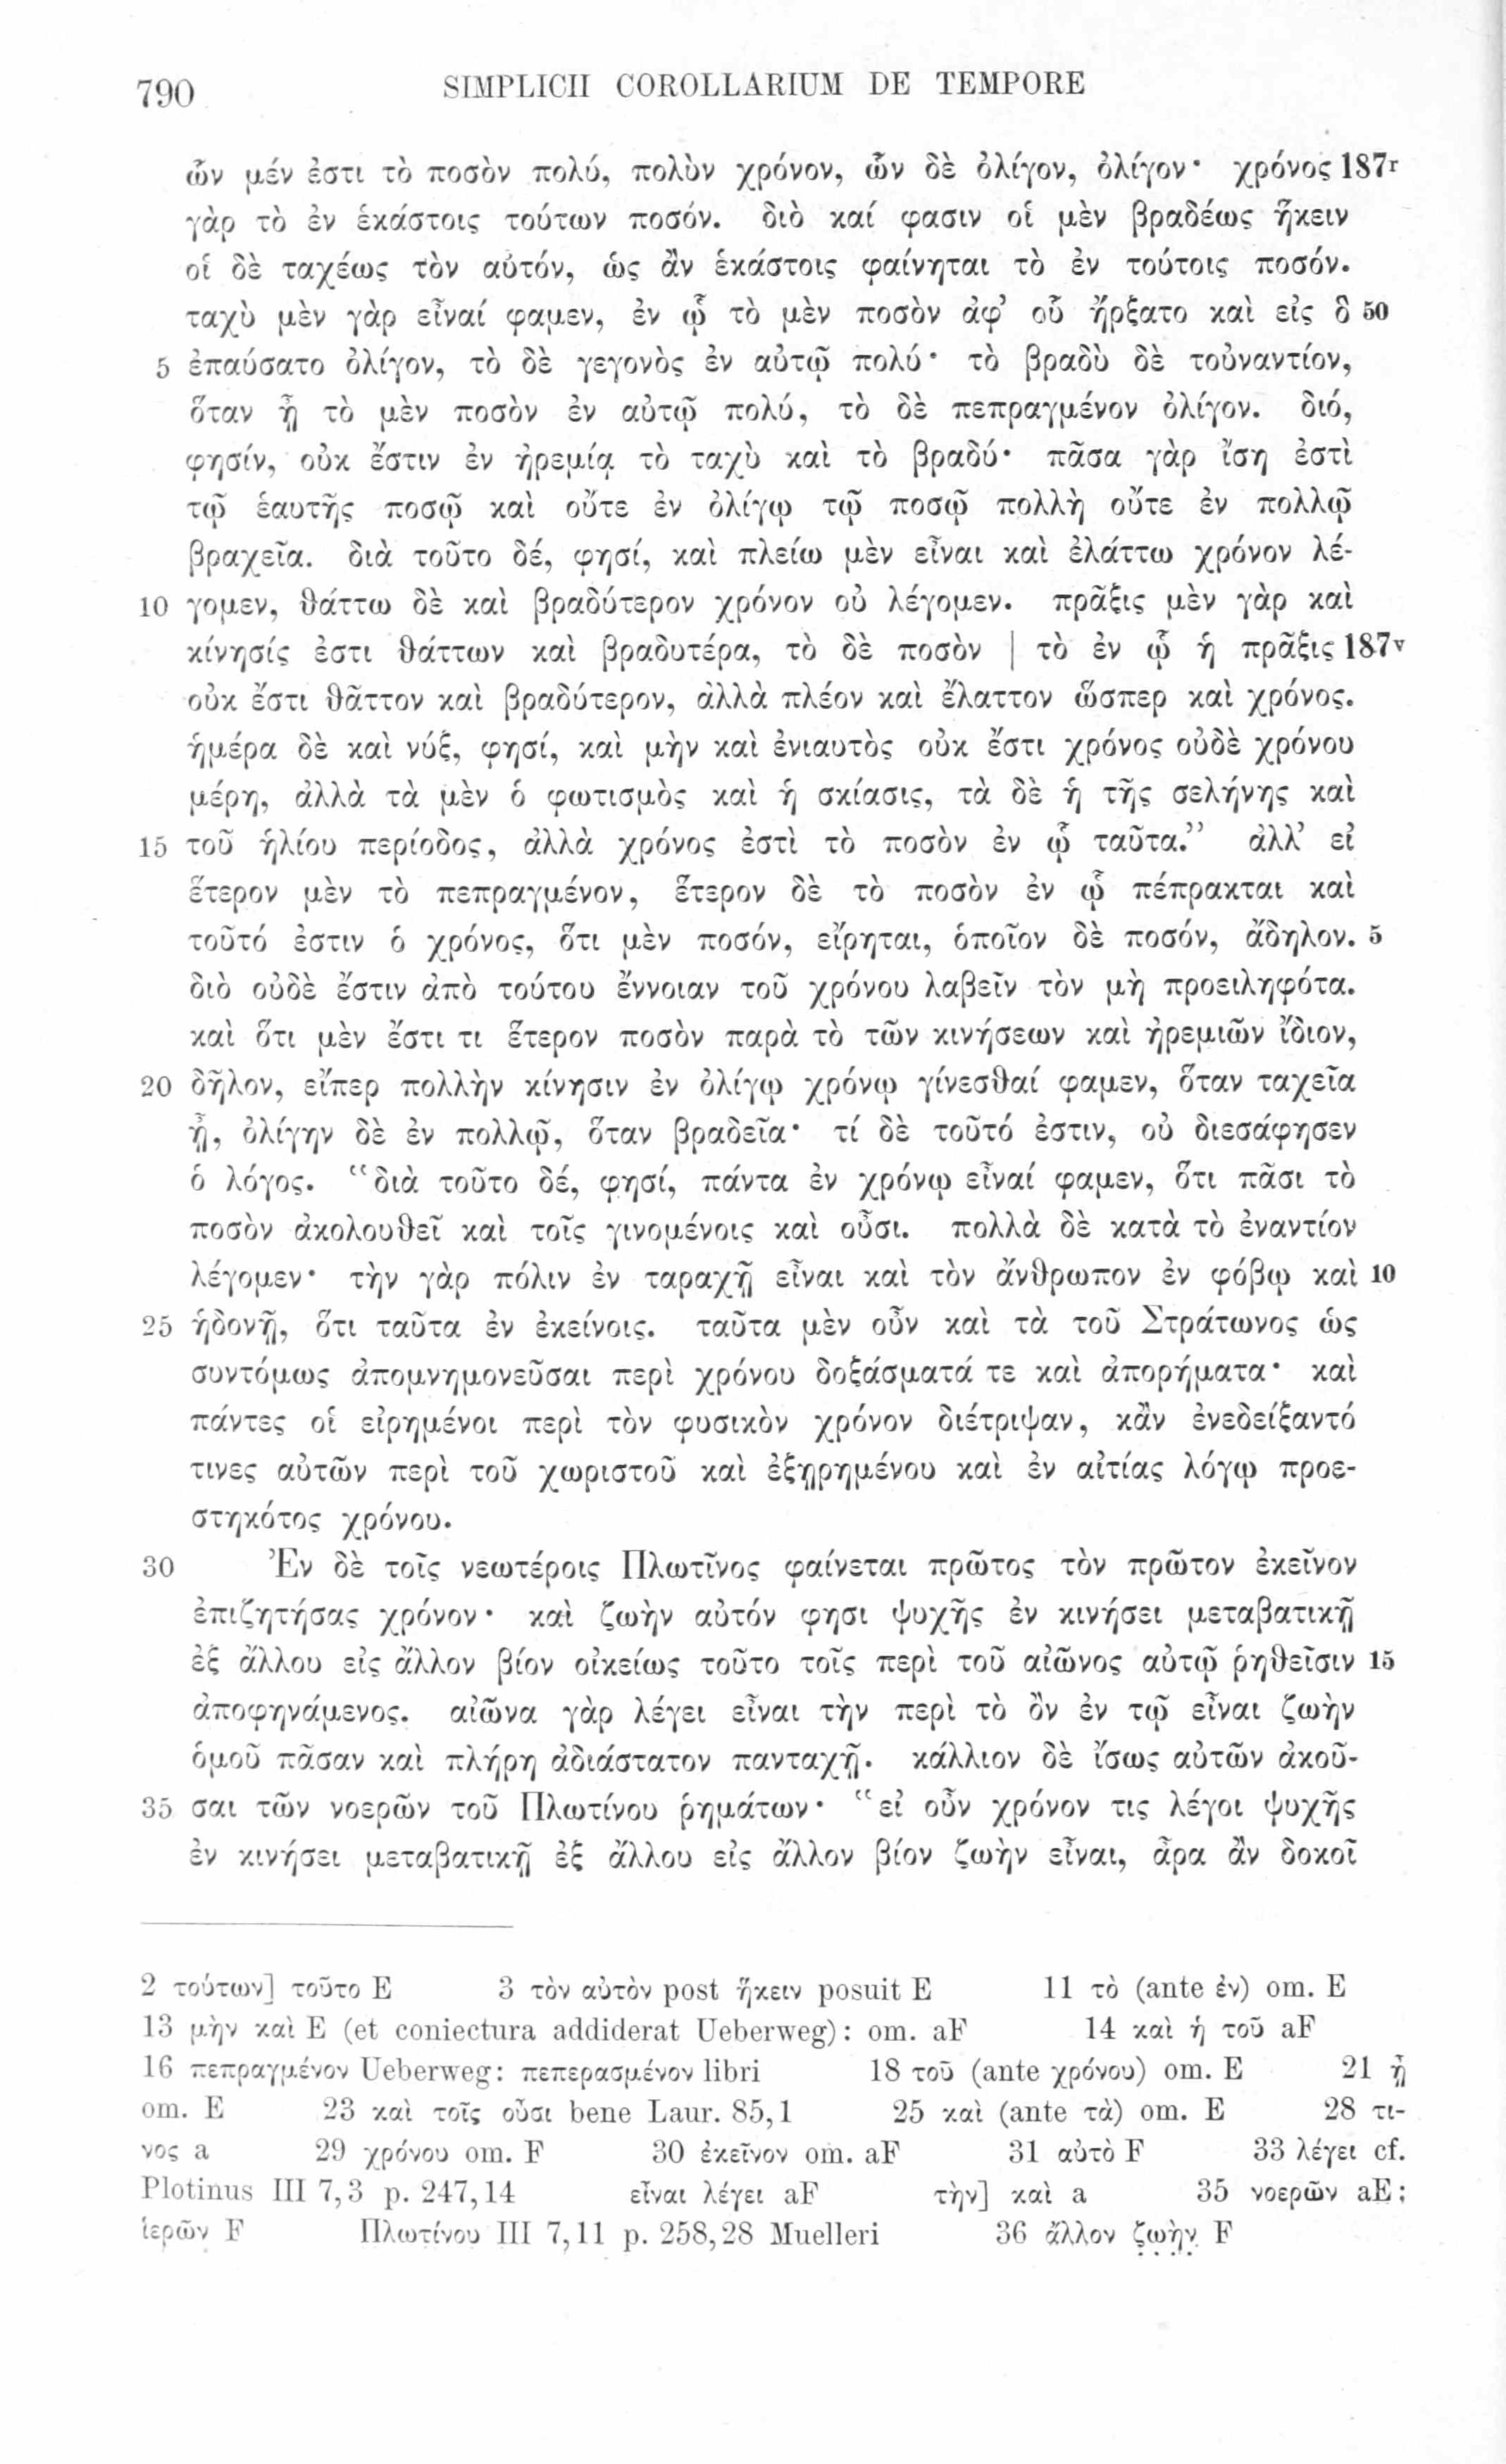 790 SIMPLICII COROLLARIUM DE TEMPORE
ὧν μέν ἐστι τὸ ποσὸν πολύ, πολὺν χρόνον, ὧν δὲ ὀλίγον, ὀλίγον· χρόνος 187r
γὰρ τὸ ἐν ἑκάστοις τούτων ποσόν. διὸ καί φασιν οἱ μὲν βραδέως ἥκειν
οἱ δὲ ταχέως τὸν αὐτόν, ὡς ἂν ἑκάστοις φαίνηται τὸ ἐν τούτοις ποσόν.
ταχὺ μὲν γὰρ εἶναί φαμεν, ἐν ᾧ τὸ μὲν ποσὸν ἀφ’ οὗ ἤρξατο καὶ εἰς ὃ 50
5 ἐπαύσατο ὀλίγον, τὸ δὲ γεγονὸς ἐν αὐτῷ πολύ· τὸ βραδὺ δὲ τοὐναντίον,
ὅταν ᾖ τὸ μὲν ποσὸν ἐν αὐτῷ πολύ, τὸ δὲ πεπραγμένον ὀλίγον. διό,
φησίν, οὐκ ἔστιν ἐν ἠρεμίᾳ τὸ ταχὺ καὶ τὸ βραδύ· πᾶσα γὰρ ἴση ἐστὶ
τῷ ἑαυτῆς ποσῷ καὶ οὔτε ἐν ὀλίγῳ τῷ ποσῷ πολλὴ οὔτε ἐν πολλῷ
βραχεῖα. διὰ τοῦτο δέ, φησί, καὶ πλείω μὲν εἶναι καὶ ἐλάττω χρόνον λέ-
10 γομεν, θάττω δὲ καὶ βραδύτερον χρόνον οὐ λέγομεν. πρᾶξις μὲν γὰρ καὶ
κίνησίς ἐστι θάττων καὶ βραδυτέρα, τὸ δὲ ποσὸν | τὸ ἐν ᾧ ἡ πρᾶξις 187v
οὐκ ἔστι θᾶττον καὶ βραδύτερον, ἀλλὰ πλέον καὶ ἔλαττον ὥσπερ καὶ χρόνος.
ἡμέρα δὲ καὶ νύξ, φησί, καὶ μὴν καὶ ἐνιαυτὸς οὐκ ἔστι χρόνος οὐδὲ χρόνου
μέρη, ἀλλὰ τὰ μὲν ὁ φωτισμὸς καὶ ἡ σκίασις, τὰ δὲ ἡ τῆς σελήνης καὶ
15 τοῦ ἡλίου περίοδος, ἀλλὰ χρόνος ἐστὶ τὸ ποσὸν ἐν ᾧ ταῦτα.” ἀλλ’ εἰ
ἕτερον μὲν τὸ πεπραγμένον, ἕτερον δὲ τὸ ποσὸν ἐν ᾧ πέπρακται καὶ
τοῦτό ἐστιν ὁ χρόνος, ὅτι μὲν ποσόν, εἴρηται, ὁποῖον δὲ ποσόν, ἄδηλον. 5
διὸ οὐδὲ ἔστιν ἀπὸ τούτου ἔννοιαν τοῦ χρόνου λαβεῖν τὸν μὴ προειληφότα.
καὶ ὅτι μὲν ἔστι τι ἕτερον ποσὸν παρὰ τὸ τῶν κινήσεων καὶ ἠρεμιῶν ἴδιον,
20 δῆλον, εἴπερ πολλὴν κίνησιν ἐν ὀλίγῳ χρόνῳ γίνεσθαί φαμεν, ὅταν ταχεῖα
ᾖ, ὀλίγην δὲ ἐν πολλῷ, ὅταν βραδεῖα· τί δὲ τοῦτό ἐστιν, οὐ διεσάφησεν
ὁ λόγος. “διὰ τοῦτο δέ, φησί, πάντα ἐν χρόνῳ εἶναί φαμεν, ὅτι πᾶσι τὸ
ποσὸν ἀκολουθεῖ καὶ τοῖς γινομένοις καὶ οὖσι. πολλὰ δὲ κατὰ τὸ ἐναντίον
λέγομεν· τὴν γὰρ πόλιν ἐν ταραχῇ εἶναι καὶ τὸν ἄνθρωπον ἐν φόβῳ καὶ 10
25 ἡδονῇ, ὅτι ταῦτα ἐν ἐκείνοις. ταῦτα μὲν οὖν καὶ τὰ τοῦ Στράτωνος ὡς
συντόμως ἀπομνημονεῦσαι περὶ χρόνου δοξάσματά τε καὶ ἀπορήματα· καὶ
πάντες οἱ εἰρημένοι περὶ τὸν φυσικὸν χρόνον διέτριψαν, κἂν ἐνεδείξαντό
τινες αὐτῶν περὶ τοῦ χωριστοῦ καὶ ἐξῃρημένου καὶ ἐν αἰτίας λόγῳ προε-
στηκότος χρόνου.
30 Ἐν δὲ τοῖς νεωτέροις Πλωτῖνος φαίνεται πρῶτος τὸν πρῶτον ἐκεῖνον
ἐπιζητήσας χρόνον· καὶ ζωὴν αὐτόν φησι ψυχῆς ἐν κινήσει μεταβατικῇ
ἐξ ἄλλου εἰς ἄλλον βίον οἰκείως τοῦτο τοῖς περὶ τοῦ αἰῶνος αὐτῷ ῥηθεῖσιν 15
ἀποφηνάμενος. αἰῶνα γὰρ λέγει εἶναι τὴν περὶ τὸ ὂν ἐν τῷ εἶναι ζωὴν
ὁμοῦ πᾶσαν καὶ πλήρη ἀδιάστατον πανταχῇ. κάλλιον δὲ ἴσως αὐτῶν ἀκοῦ-
35 σαι τῶν νοερῶν τοῦ Πλωτίνου ῥημάτων· “εἰ οὖν χρόνον τις λέγοι ψυχῆς
ἐν κινήσει μεταβατικῇ ἐξ ἄλλου εἰς ἄλλον βίον ζωὴν εἶναι, ἆρα ἂν δοκοῖ
2 τούτων] τοῦτο E 3 τὸν αὐτὸν post ἥκειν posuit E 11 τὸ (ante ἐν) om. E
13 μὴν καὶ E (et coniectura addiderat Ueberweg): om. aF 14 καὶ ἡ τοῦ aF
16 πεπραγμένον Ueberweg: πεπερασμένον libri 18 τοῦ (ante χρόνου) om. E 21 ᾖ
om. E 23 καὶ τοῖς οὖσι bene Laur. 85,1 25 καὶ (ante τὰ) om. E 28 τι-
νος a 29 χρόνου om. F 30 ἐκεῖνον om. aF 31 αὐτὸ F 33 λέγει cf.
Plotinus III 7,3 p. 247,14 εἶναι λέγει aF τὴν] καὶ a 35 νοερῶν aE;
ἱερῶν F Πλωτίνου III 7,11 p. 258,28 Muelleri 36 ἄλλον ζωὴν F